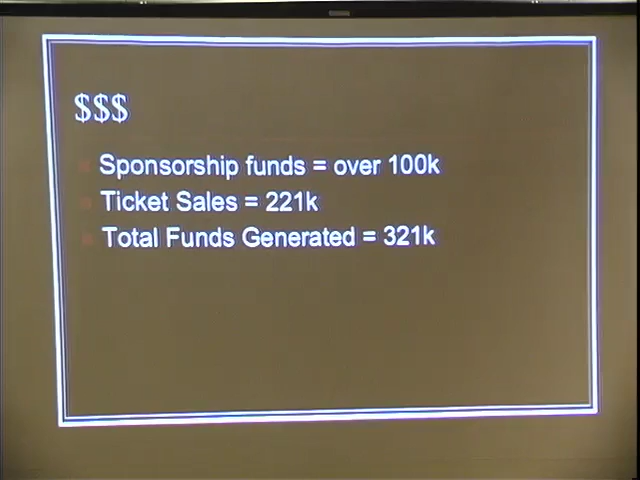 $$$
Sponsorship funds = over 100k
Ticket Sales = 221k
Total Funds Generated = 321k